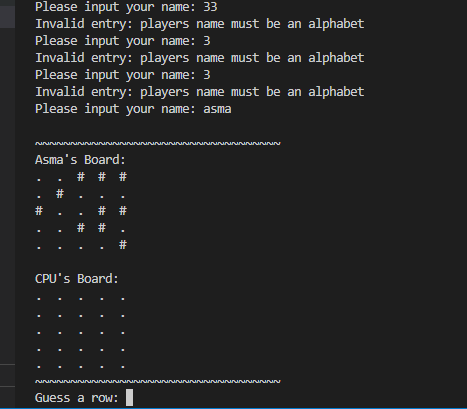 Please input your name: 33
Invalid entry: players name must be an alphabet
Please input your name: 3
Invalid entry: players name must be an alphabet
Please input your name: 3
Invalid entry: players name must be an alphabet
Please input your name: asma
~~~~~~~~~~~~~~~~~~~~~~~~~~~~~~~~~~~
Asma's Board:
. . # # #
. # . . .
# . . # #
. . # # .
. . . . #
CPU's Board:
. . . . .
. . . . .
. . . . .
. . . . .
. . . . .
~~~~~~~~~~~~~~~~~~~~~~~~~~~~~~~~~~~
Guess a row: